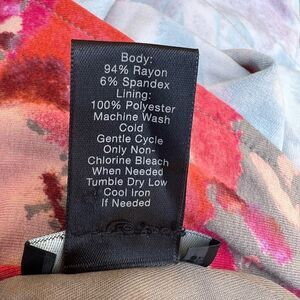 Body:
94% Rayon
6% Spandex
Lining:
100% Polyester
Machine Wash
Cold
Gentle Cycle
Only Non-
Chlorine Bleach
When Needed
Tumble Dry Low
Cool Iron
If Needed